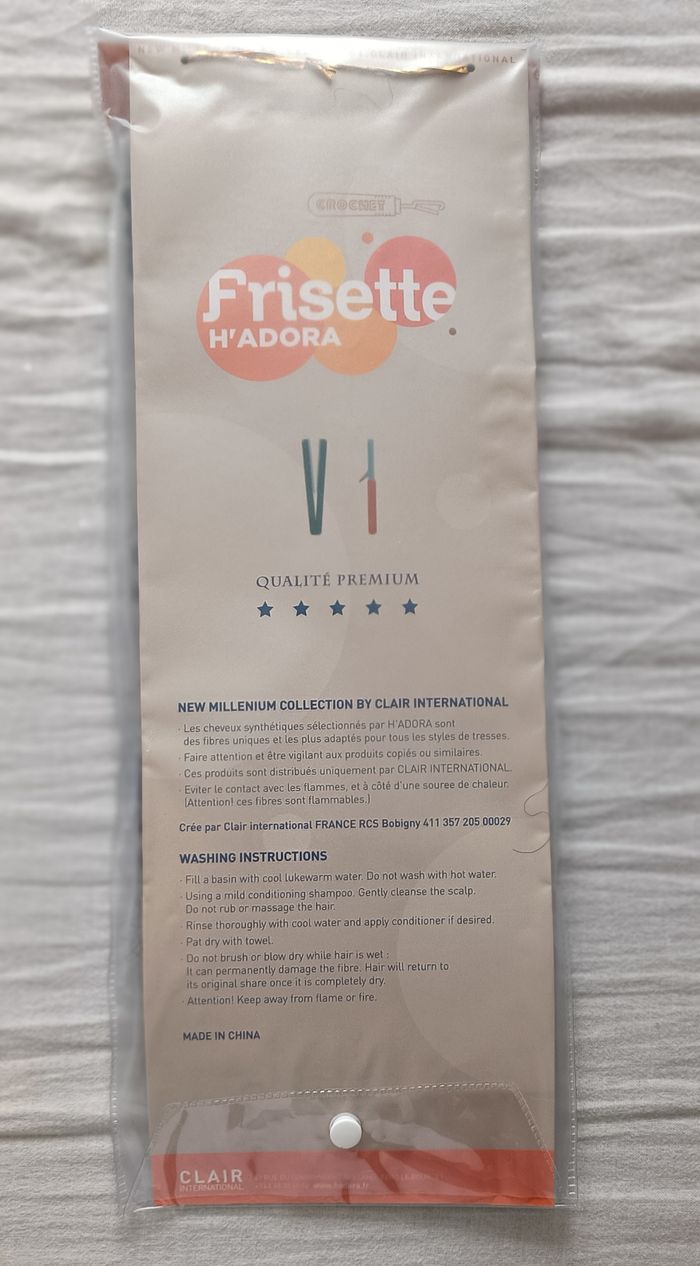 CLAIR INTERNATIONAL
CROCHET
Frisette
H'ADORA
QUALITÉ PREMIUM
NEW MILLENIUM COLLECTION BY CLAIR INTERNATIONAL
· Les cheveux synthétiques sélectionnés par H'ADORA sont
des fibres uniques et les plus adaptés pour tous les styles de tresses.
· Faire attention et être vigilant aux produits copiés ou similaires.
· Ces produits sont distribués uniquement par CLAIR INTERNATIONAL.
· Eviter le contact avec les flammes, et à côté d'une souree de chaleur.
(Attention! ces fibres sont flammables.)
Crée par Clair international FRANCE RCS Bobigny 411 357 205 00029
WASHING INSTRUCTIONS
· Fill a basin with cool lukewarm water. Do not wash with hot water.
· Using a mild conditioning shampoo. Gently cleanse the scalp.
Do not rub or massage the hair.
· Rinse thoroughly with cool water and apply conditioner if desired.
· Pat dry with towel.
· Do not brush or blow dry while hair is wet :
It can permanently damage the fibre. Hair will return to
its original share once it is completely dry.
· Attention! Keep away from flame or fire.
MADE IN CHINA
CLAIR
INTERNATIONAL